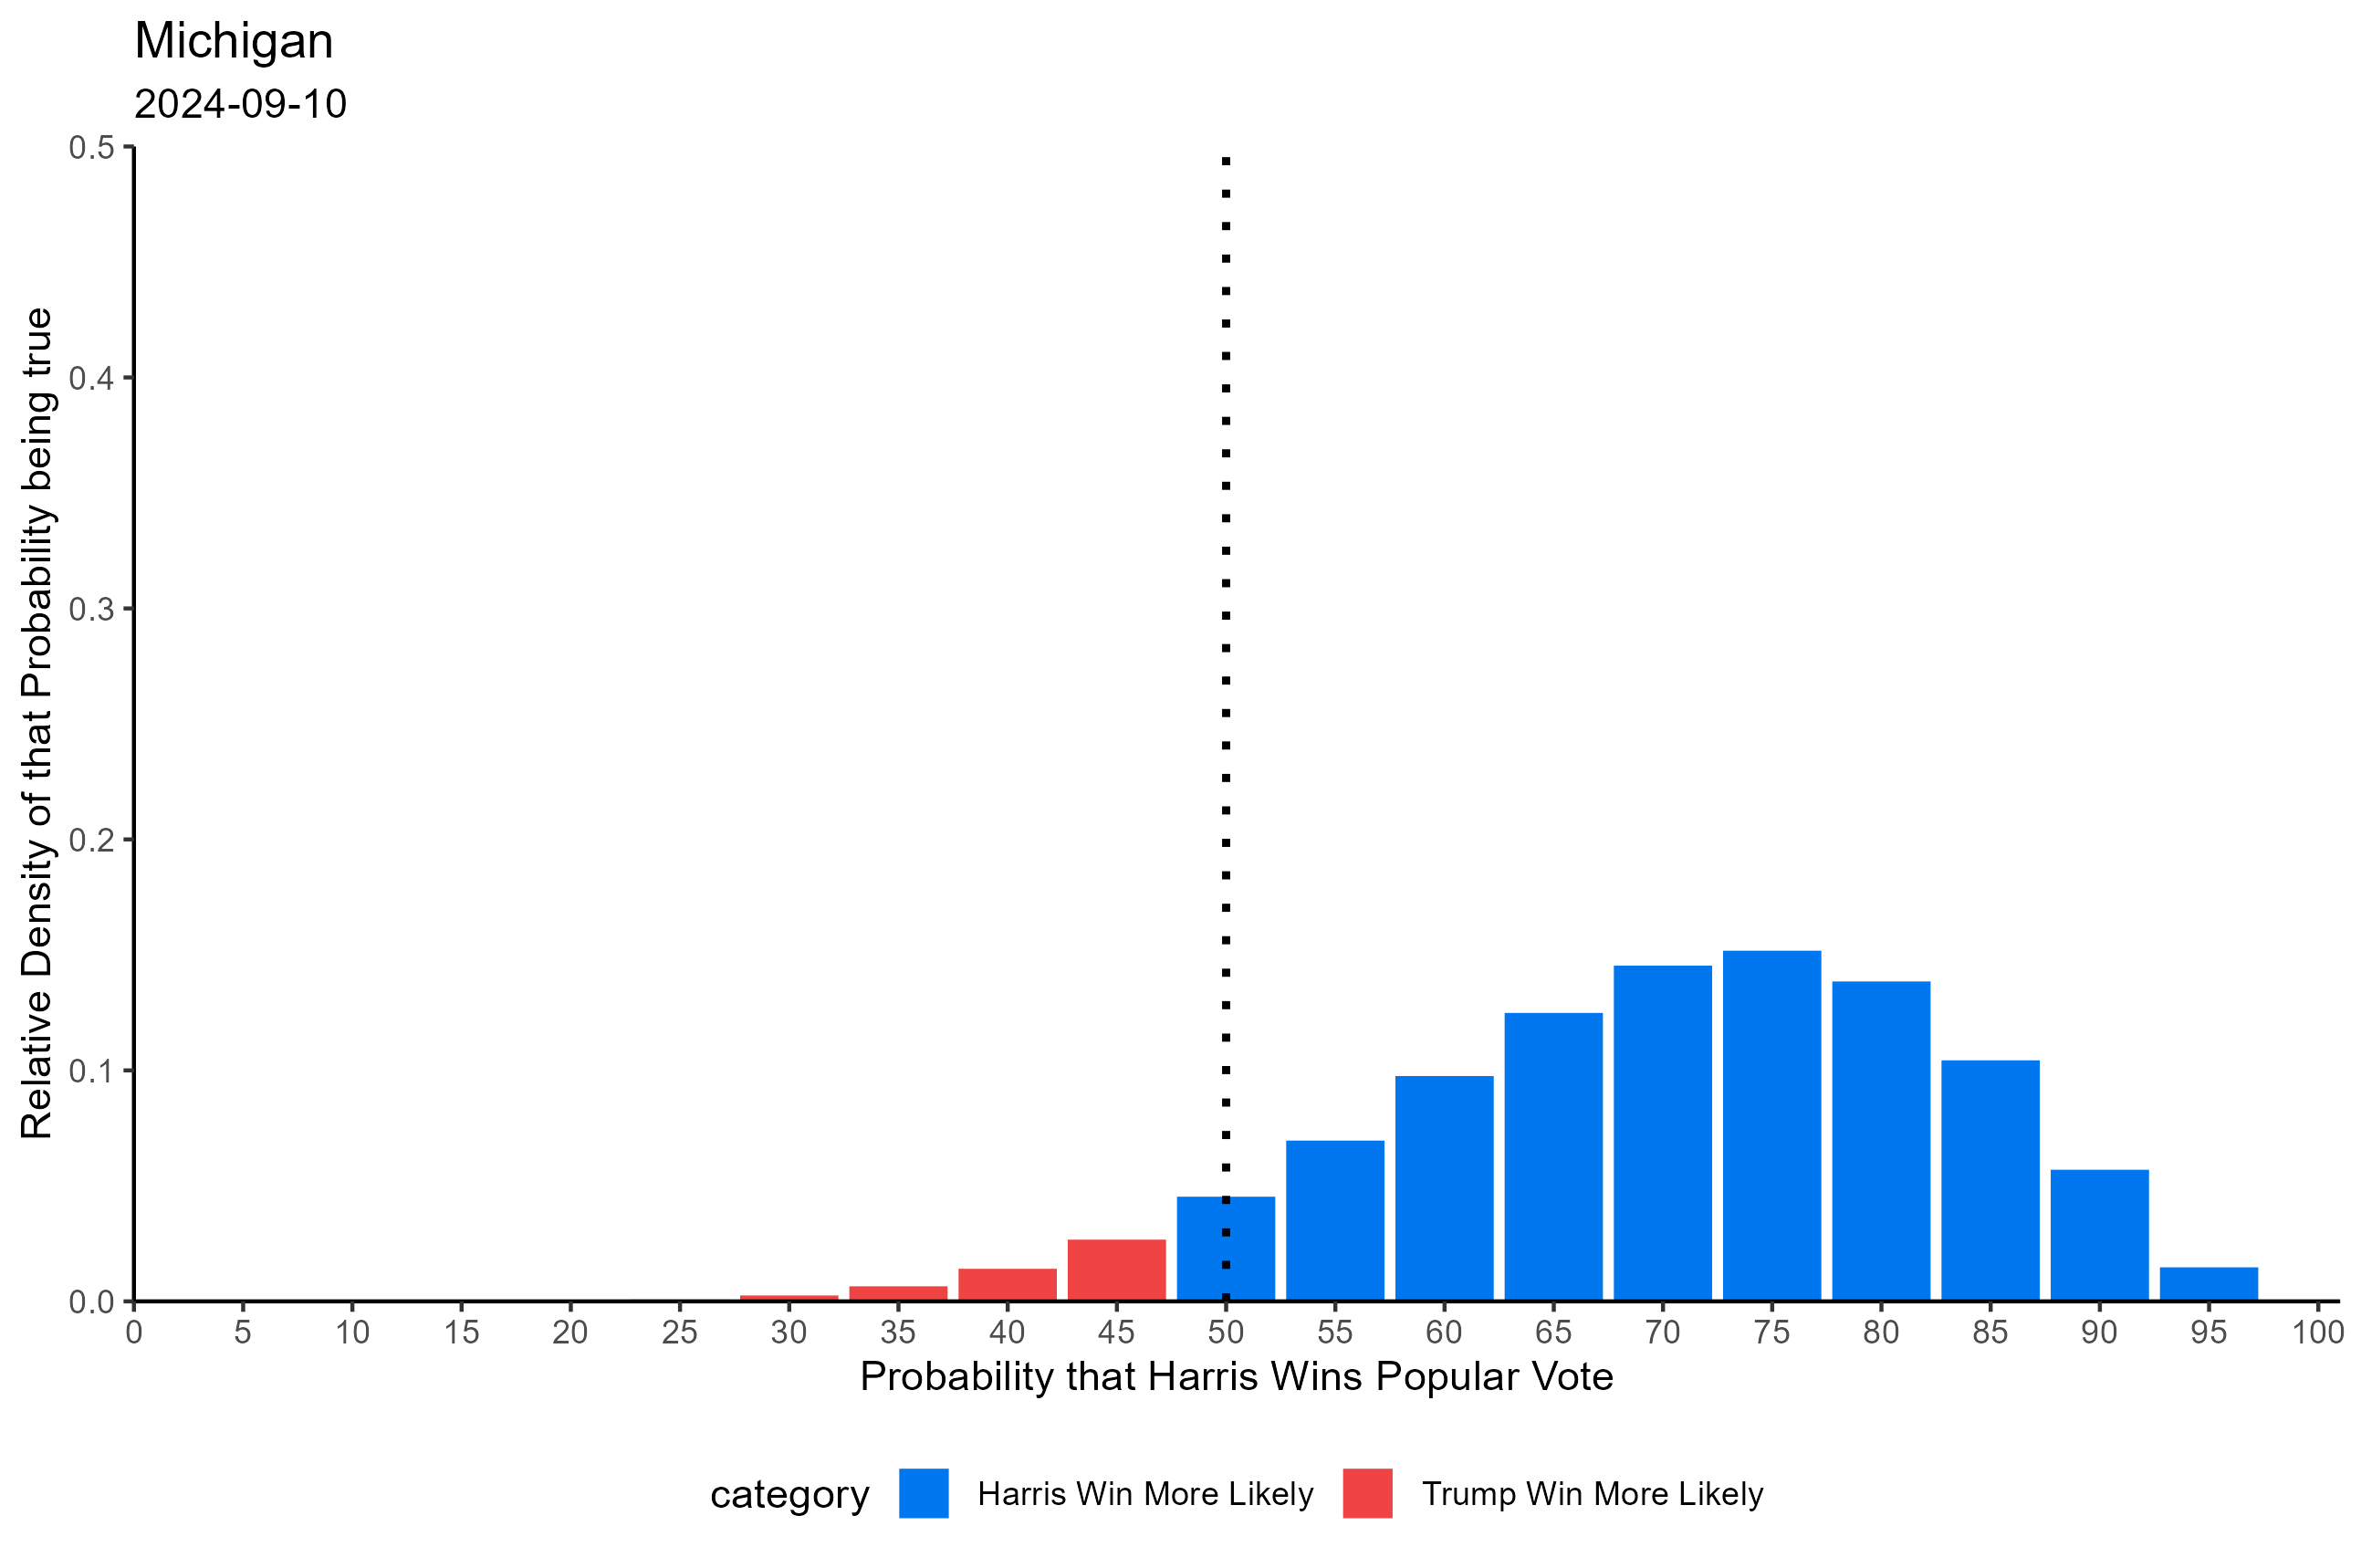 Michigan
2024-09-10
Relative Density of that Probability being true
0.5
0.4
0.3
0.2
0.1
0.0
0 5 10 15 20 25 30 35 40 45 50 55 60 65 70 75 80 85 90 95 100
Probability that Harris Wins Popular Vote
category Harris Win More Likely Trump Win More Likely